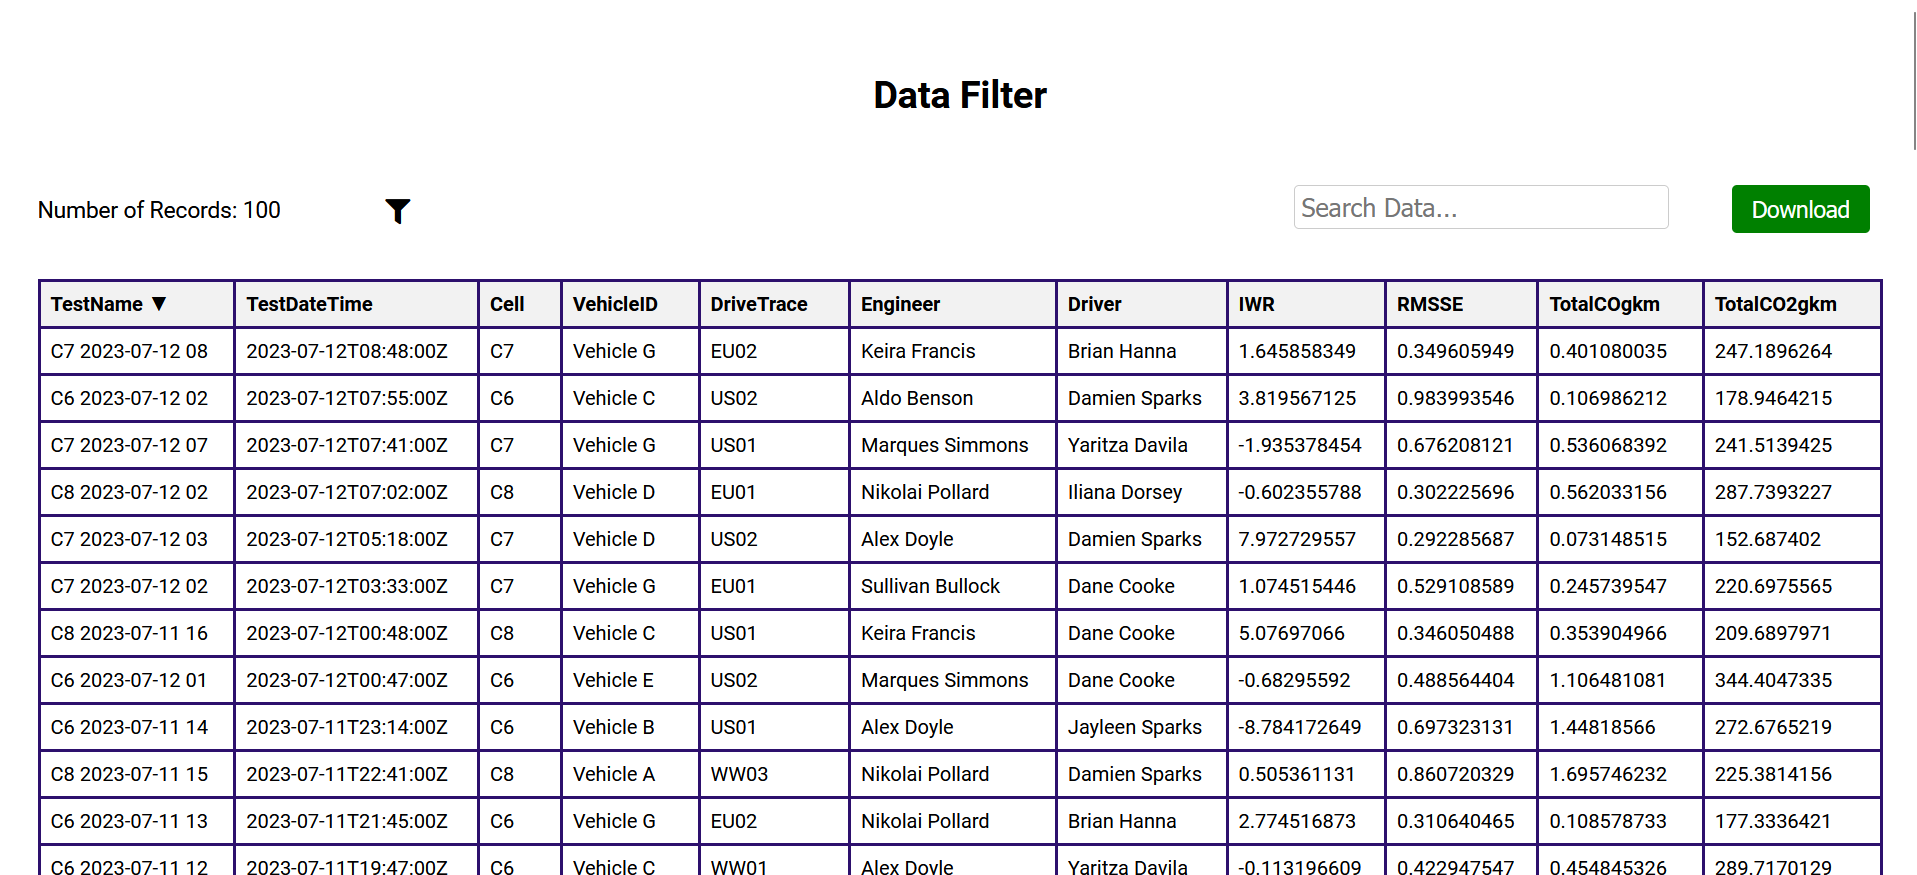 Data Filter
Number of Records: 100
Search Data...
Download
TestName ▼ TestDateTime Cell VehicleID DriveTrace Engineer Driver IWR RMSSE TotalCOgkm TotalCO2gkm
C7 2023-07-12 08 2023-07-12T08:48:00Z C7 Vehicle G EU02 Keira Francis Brian Hanna 1.645858349 0.349605949 0.401080035 247.1896264
C6 2023-07-12 02 2023-07-12T07:55:00Z C6 Vehicle C US02 Aldo Benson Damien Sparks 3.819567125 0.983993546 0.106986212 178.9464215
C7 2023-07-12 07 2023-07-12T07:41:00Z C7 Vehicle G US01 Marques Simmons Yaritza Davila -1.935378454 0.676208121 0.536068392 241.5139425
C8 2023-07-12 02 2023-07-12T07:02:00Z C8 Vehicle D EU01 Nikolai Pollard Iliana Dorsey -0.602355788 0.302225696 0.562033156 287.7393227
C7 2023-07-12 03 2023-07-12T05:18:00Z C7 Vehicle D US02 Alex Doyle Damien Sparks 7.972729557 0.292285687 0.073148515 152.687402
C7 2023-07-12 02 2023-07-12T03:33:00Z C7 Vehicle G EU01 Sullivan Bullock Dane Cooke 1.074515446 0.529108589 0.245739547 220.6975565
C8 2023-07-11 16 2023-07-12T00:48:00Z C8 Vehicle C US01 Keira Francis Dane Cooke 5.07697066 0.346050488 0.353904966 209.6897971
C6 2023-07-12 01 2023-07-12T00:47:00Z C6 Vehicle E US02 Marques Simmons Dane Cooke -0.68295592 0.488564404 1.106481081 344.4047335
C6 2023-07-11 14 2023-07-11T23:14:00Z C6 Vehicle B US01 Alex Doyle Jayleen Sparks -8.784172649 0.697323131 1.44818566 272.6765219
C8 2023-07-11 15 2023-07-11T22:41:00Z C8 Vehicle A WW03 Nikolai Pollard Damien Sparks 0.505361131 0.860720329 1.695746232 225.3814156
C6 2023-07-11 13 2023-07-11T21:45:00Z C6 Vehicle G EU02 Nikolai Pollard Brian Hanna 2.774516873 0.310640465 0.108578733 177.3336421
C6 2023-07-11 12 2023-07-11T19:47:00Z C6 Vehicle C WW01 Alex Doyle Yaritza Davila -0.113196609 0.422947547 0.454845326 289.7170129